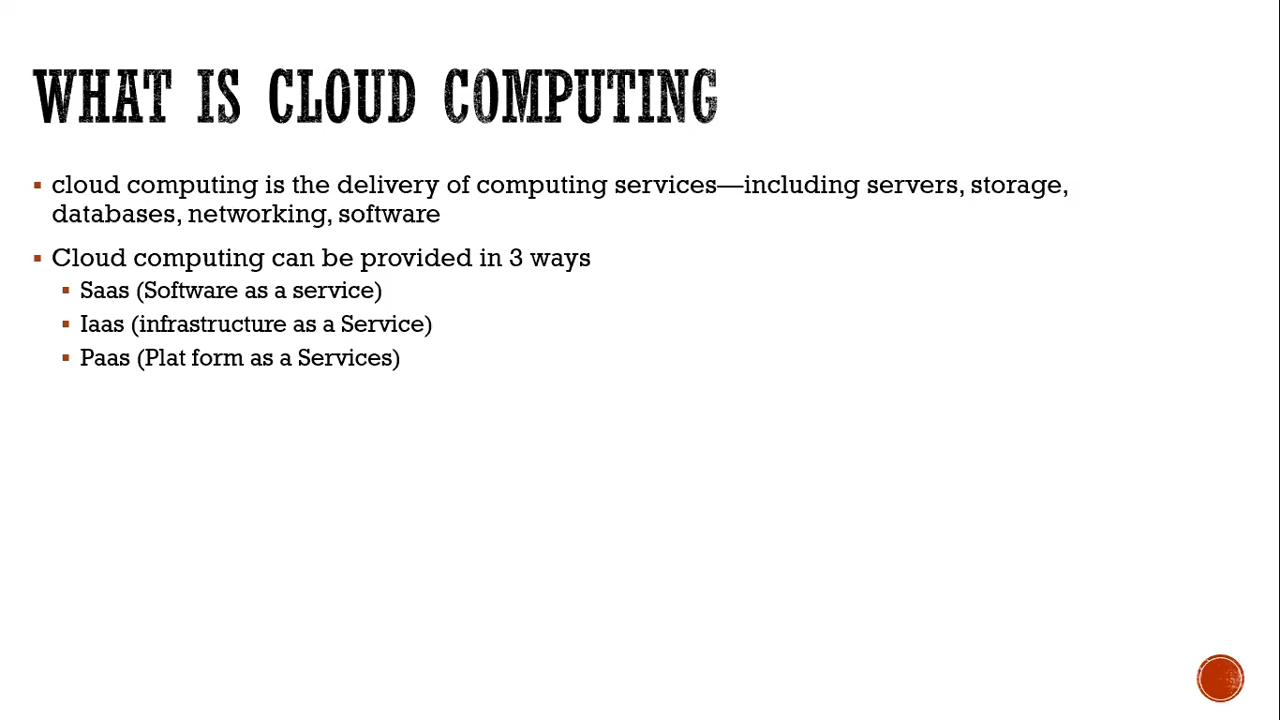 WHAT IS CLOUD COMPUTING
▪ cloud computing is the delivery of computing services—including servers, storage,
databases, networking, software
▪ Cloud computing can be provided in 3 ways
▪ Saas (Software as a service)
▪ Iaas (infrastructure as a Service)
▪ Paas (Plat form as a Services)